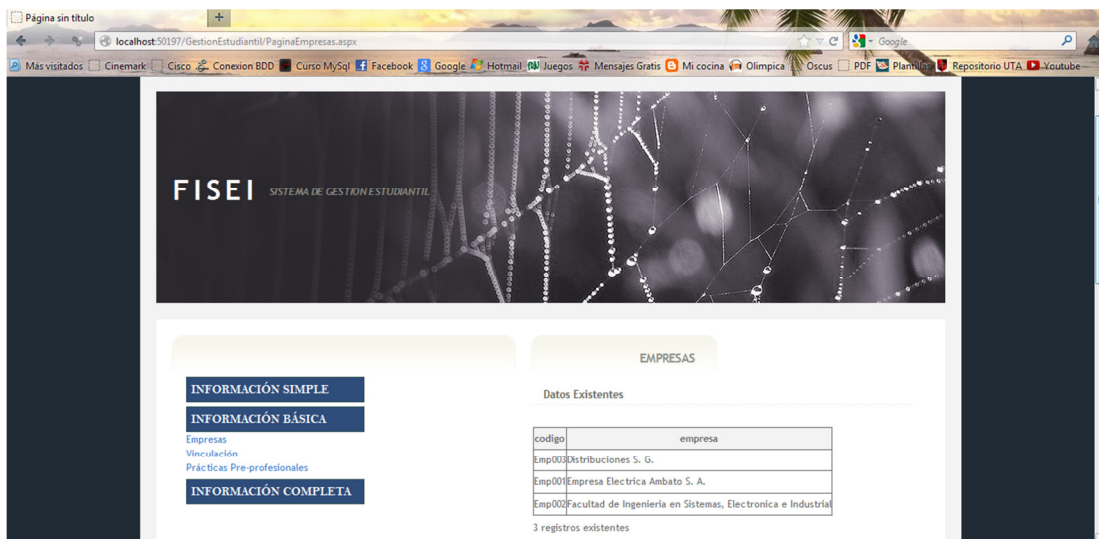 Página sin título
localhost:50197/GestionEstudiantil/PaginaEmpresas.aspx
Google
Más visitados Cinemark Cisco Conexion BDD Curso MySql Facebook Google Hotmail Juegos Mensajes Gratis Mi cocina Olimpica Oscus PDF Plantillas Repositorio UTA Youtube
FISEI SISTEMA DE GESTION ESTUDIANTIL
EMPRESAS
INFORMACIÓN SIMPLE
INFORMACIÓN BÁSICA
Empresas
Vinculación
Prácticas Pre-profesionales
INFORMACIÓN COMPLETA
Datos Existentes
codigo empresa
Emp003 Distribuciones S. G.
Emp001 Empresa Electrica Ambato S. A.
Emp002 Facultad de Ingenieria en Sistemas, Electronica e Industrial
3 registros existentes